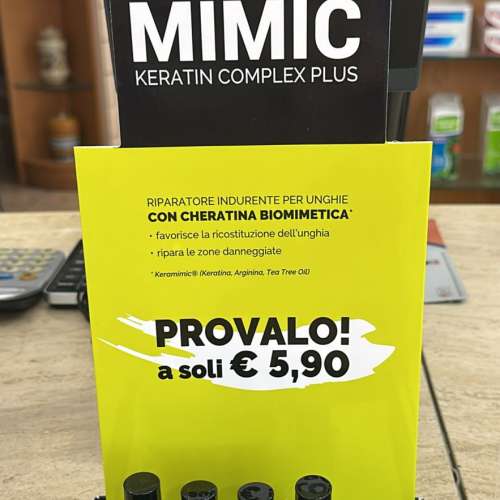 MIMIC
KERATIN COMPLEX PLUS
RIPARATORE INDURENTE PER UNGHIE
CON CHERATINA BIOMIMETICA*
• favorisce la ricostituzione dell'unghia
• ripara le zone danneggiate
* Keramimic® (Keratina, Arginina, Tea Tree Oil)
PROVALO!
a soli € 5,90